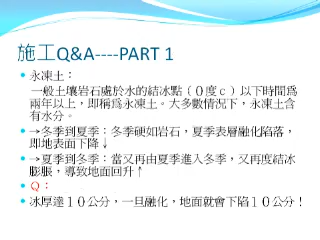 施工Q&A----PART 1
永凍土：
一般土壤岩石處於水的結冰點（０度ｃ）以下時間為
兩年以上，即稱為永凍土。大多數情況下，永凍土含
有水分。
→冬季到夏季：冬季硬如岩石，夏季表層融化陷落，
即地表面下降↓
→夏季到冬季：當又再由夏季進入冬季，又再度結冰
膨脹，導致地面回升↑
Ｑ：
冰厚達１０公分，一旦融化，地面就會下陷１０公分！